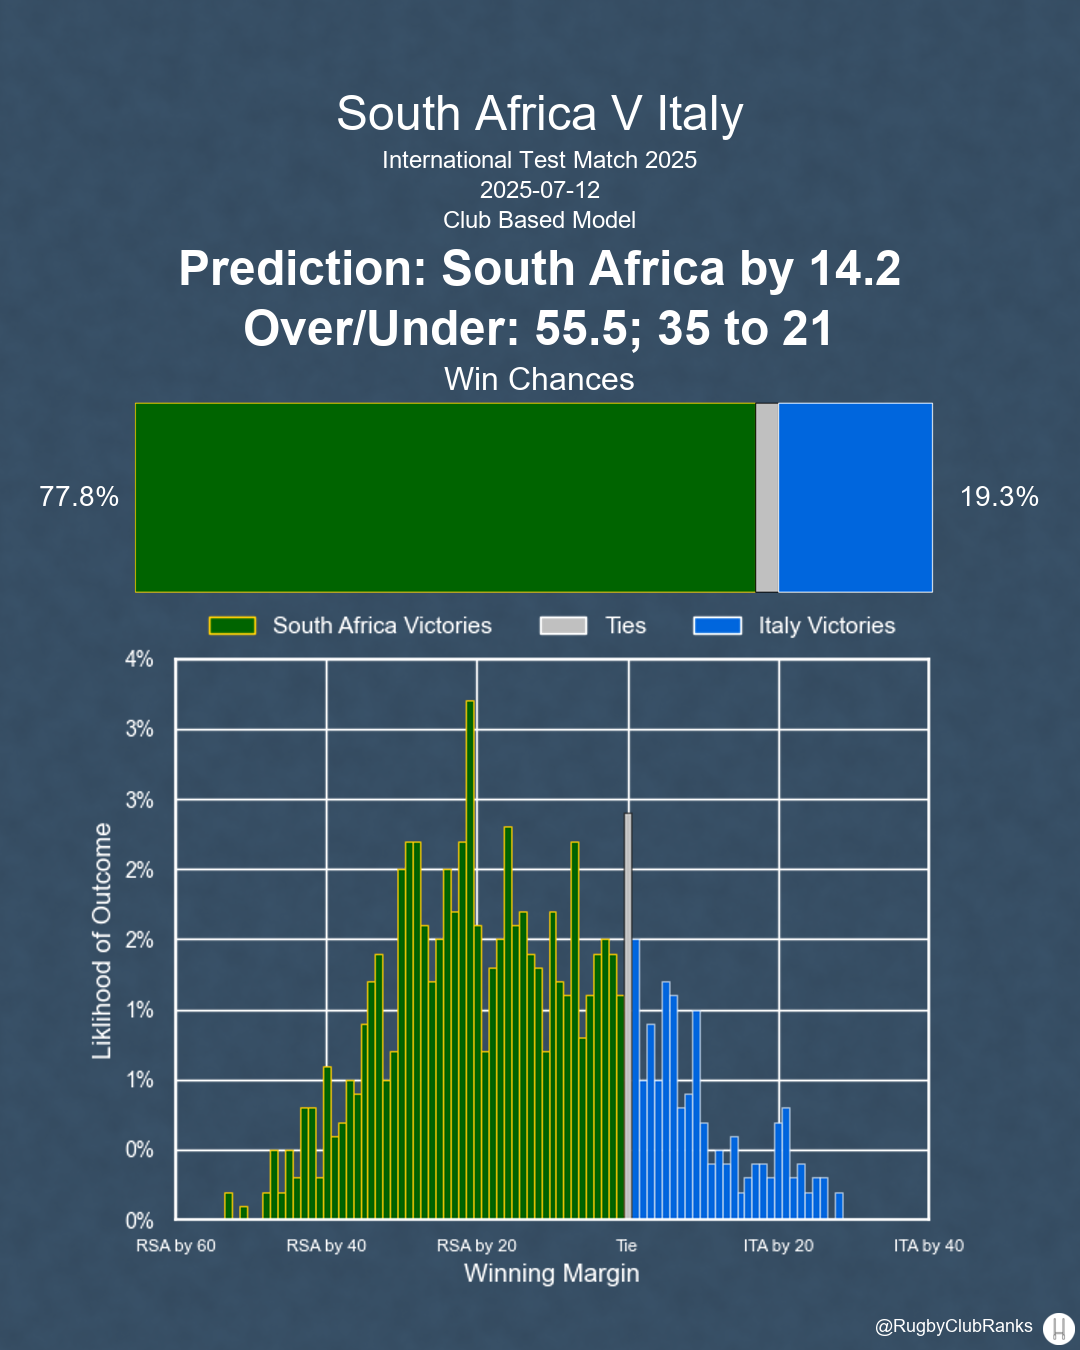 South Africa V Italy
International Test Match 2025
2025-07-12
Club Based Model
Prediction: South Africa by 14.2
Over/Under: 55.5; 35 to 21
Win Chances
77.8%
19.3%
South Africa Victories
Ties
Italy Victories
4%
3%
3%
2%
2%
1%
1%
0%
0%
Liklihood of Outcome
RSA by 60
RSA by 40
RSA by 20
Tie
ITA by 20
ITA by 40
Winning Margin
@RugbyClubRanks